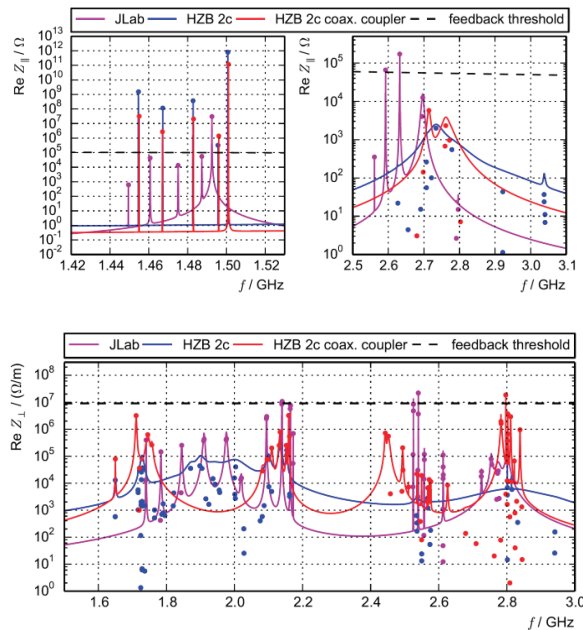 JLab HZB 2c HZB 2c coax. coupler feedback threshold
Re Z∥ / Ω
10^13
10^12
10^11
10^10
10^9
10^8
10^7
10^6
10^5
10^4
10^3
10^2
10^1
10^0
10^-1
10^-2
1.42 1.44 1.46 1.48 1.50 1.52
f / GHz
Re Z∥ / Ω
10^5
10^4
10^3
10^2
10^1
10^0
2.5 2.6 2.7 2.8 2.9 3.0 3.1
f / GHz
JLab HZB 2c HZB 2c coax. coupler feedback threshold
Re Z⊥ / (Ω/m)
10^8
10^7
10^6
10^5
10^4
10^3
10^2
10^1
10^0
1.6 1.8 2.0 2.2 2.4 2.6 2.8 3.0
f / GHz